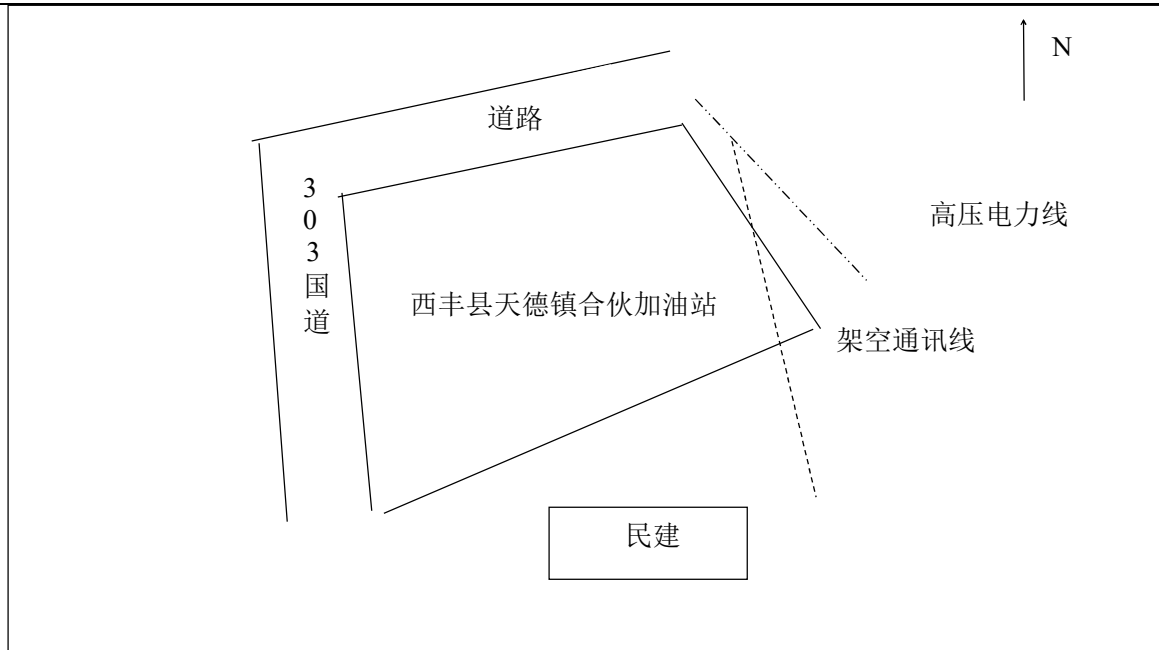 N
道路
303国道
高压电力线
西丰县天德镇合伙加油站
架空通讯线
民建